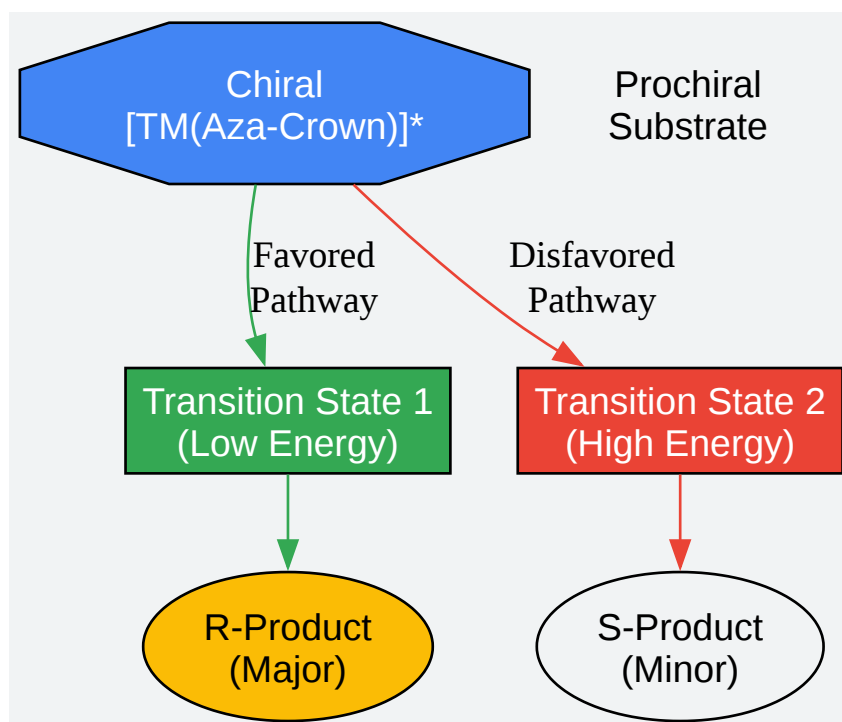 Chiral
[TM(Aza-Crown)]*
Prochiral
Substrate
Favored
Pathway
Disfavored
Pathway
Transition State 1
(Low Energy)
Transition State 2
(High Energy)
R-Product
(Major)
S-Product
(Minor)